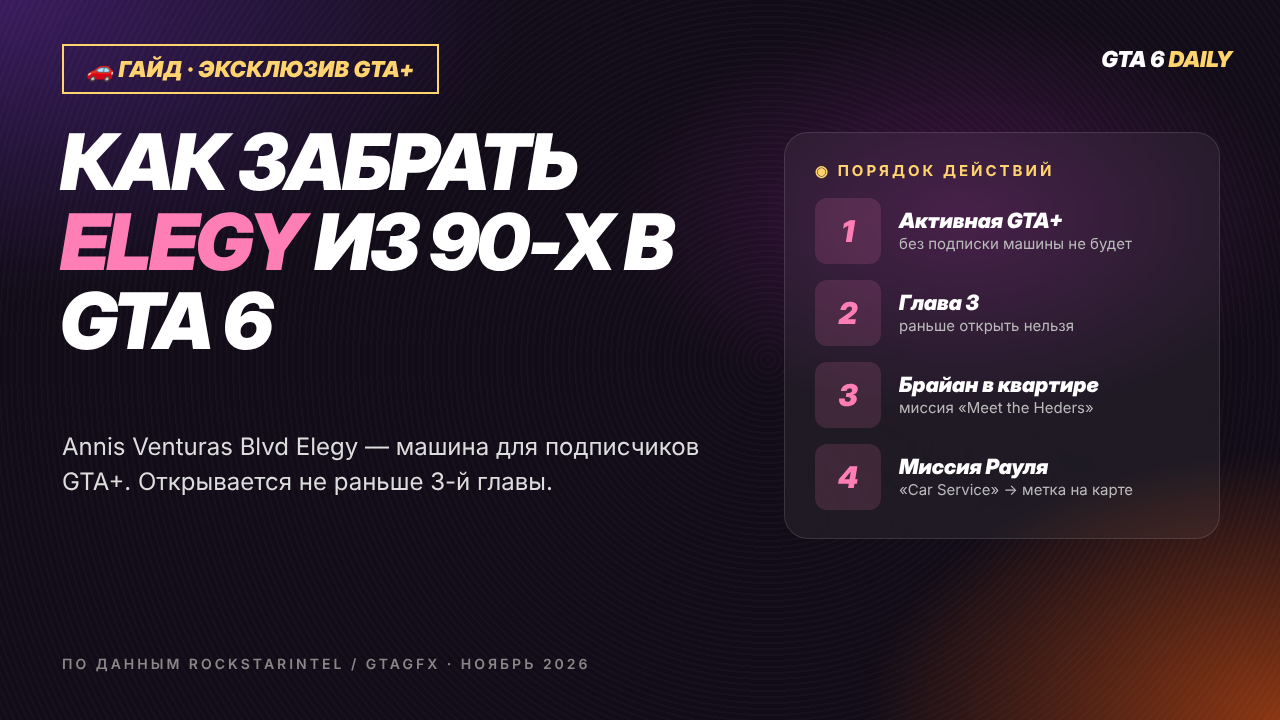 🚗 ГАЙД · ЭКСКЛЮЗИВ GTA+
GTA 6 DAILY
КАК ЗАБРАТЬ
ELEGY ИЗ 90-Х В
GTA 6
Annis Venturas Blvd Elegy — машина для подписчиков
GTA+. Открывается не раньше 3-й главы.
◉ ПОРЯДОК ДЕЙСТВИЙ
1
Активная GTA+
без подписки машины не будет
2
Глава 3
раньше открыть нельзя
3
Брайан в квартире
миссия «Meet the Heders»
4
Миссия Рауля
«Car Service» → метка на карте
ПО ДАННЫМ ROCKSTARINTEL / GTAGFX · НОЯБРЬ 2026